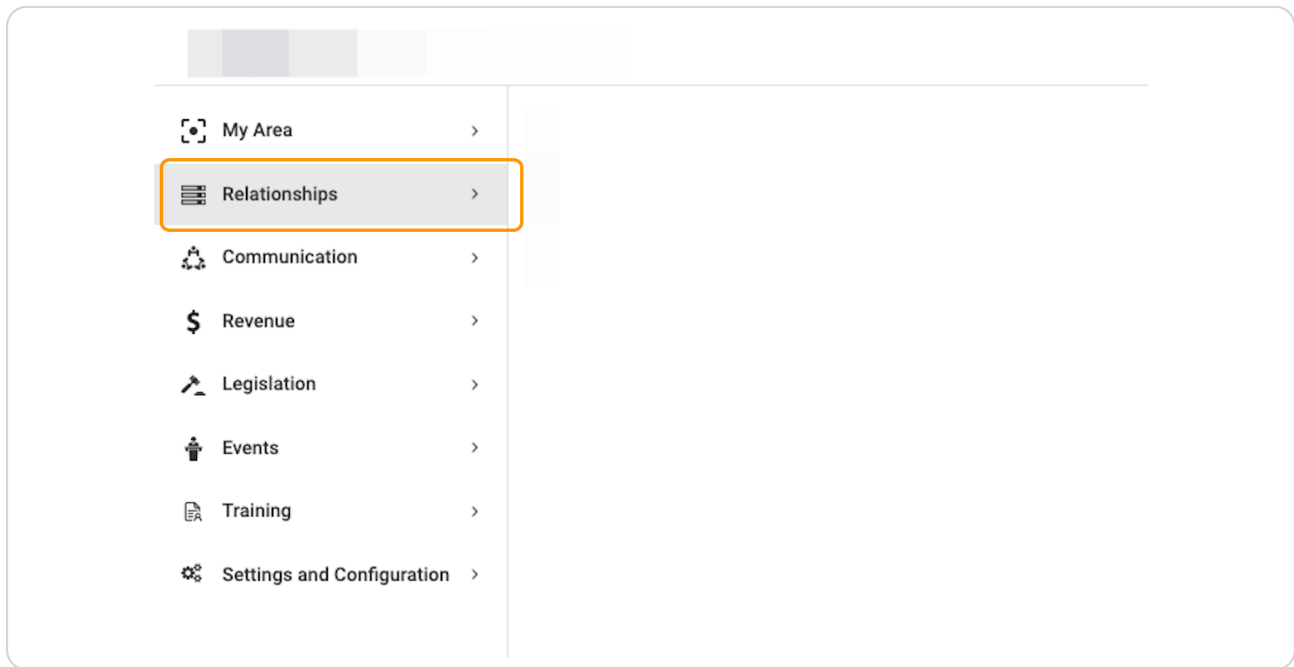 My Area
Relationships
Communication
Revenue
Legislation
Events
Training
Settings and Configuration